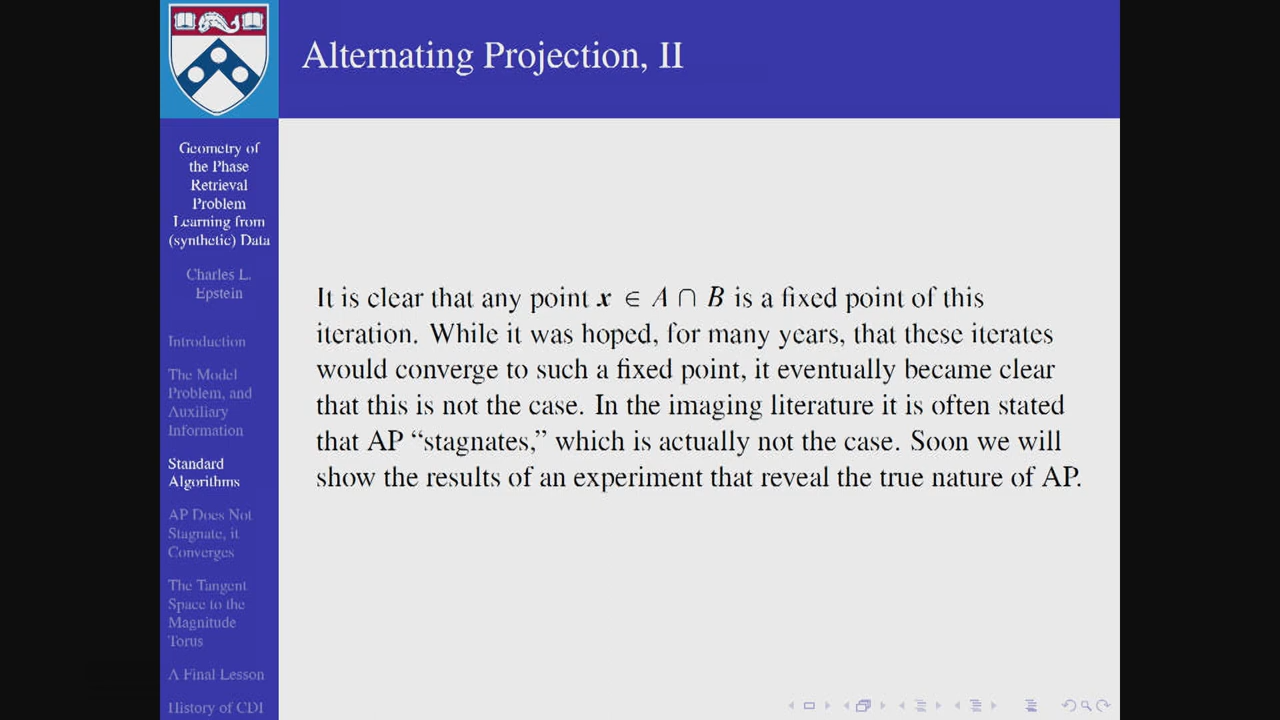 Alternating Projection, II
Geometry of
the Phase
Retrieval
Problem
Learning from
(synthetic) Data
Charles L.
Epstein
Introduction
The Model
Problem, and
Auxiliary
Information
Standard
Algorithms
AP Does Not
Stagnate, it
Converges
The Tangent
Space to the
Magnitude
Torus
A Final Lesson
History of CDI
It is clear that any point x ∈ A ∩ B is a fixed point of this
iteration. While it was hoped, for many years, that these iterates
would converge to such a fixed point, it eventually became clear
that this is not the case. In the imaging literature it is often stated
that AP “stagnates,” which is actually not the case. Soon we will
show the results of an experiment that reveal the true nature of AP.